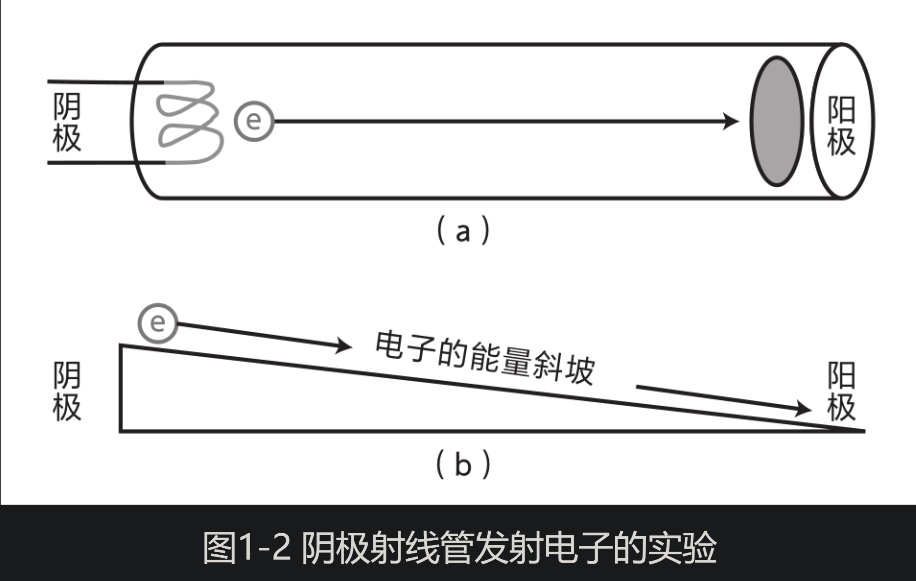 阴极
e
阳极
(a)
e
电子的能量斜坡
阴极
阳极
(b)
图1-2 阴极射线管发射电子的实验